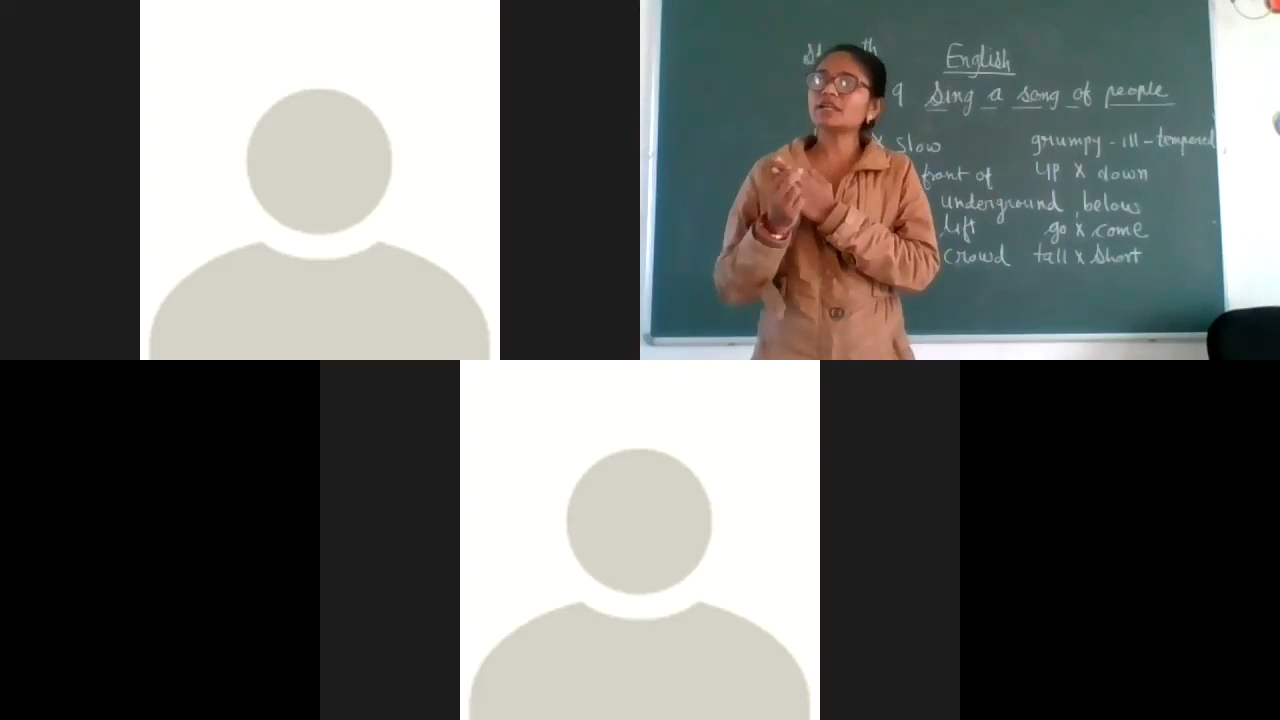 th English
9 Sing a song of people
X slow grumpy - ill - tempered
front of up X down
underground, below
lift go X come
crowd tall X short